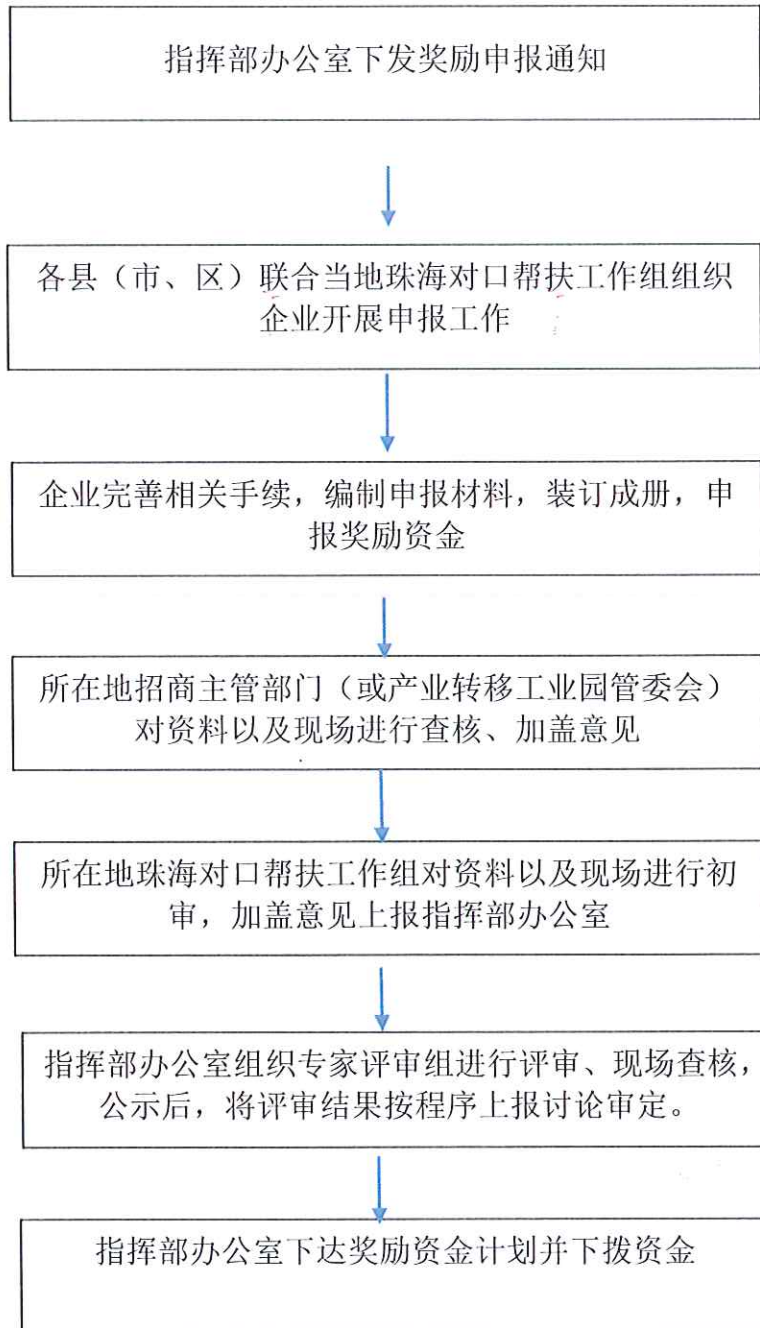 指挥部办公室下发奖励申报通知
各县（市、区）联合当地珠海对口帮扶工作组组织
企业开展申报工作
企业完善相关手续，编制申报材料，装订成册，申
报奖励资金
所在地招商主管部门（或产业转移工业园管委会）
对资料以及现场进行查核、加盖意见
所在地珠海对口帮扶工作组对资料以及现场进行初
审，加盖意见上报指挥部办公室
指挥部办公室组织专家评审组进行评审、现场查核，
公示后，将评审结果按程序上报讨论审定。
指挥部办公室下达奖励资金计划并下拨资金